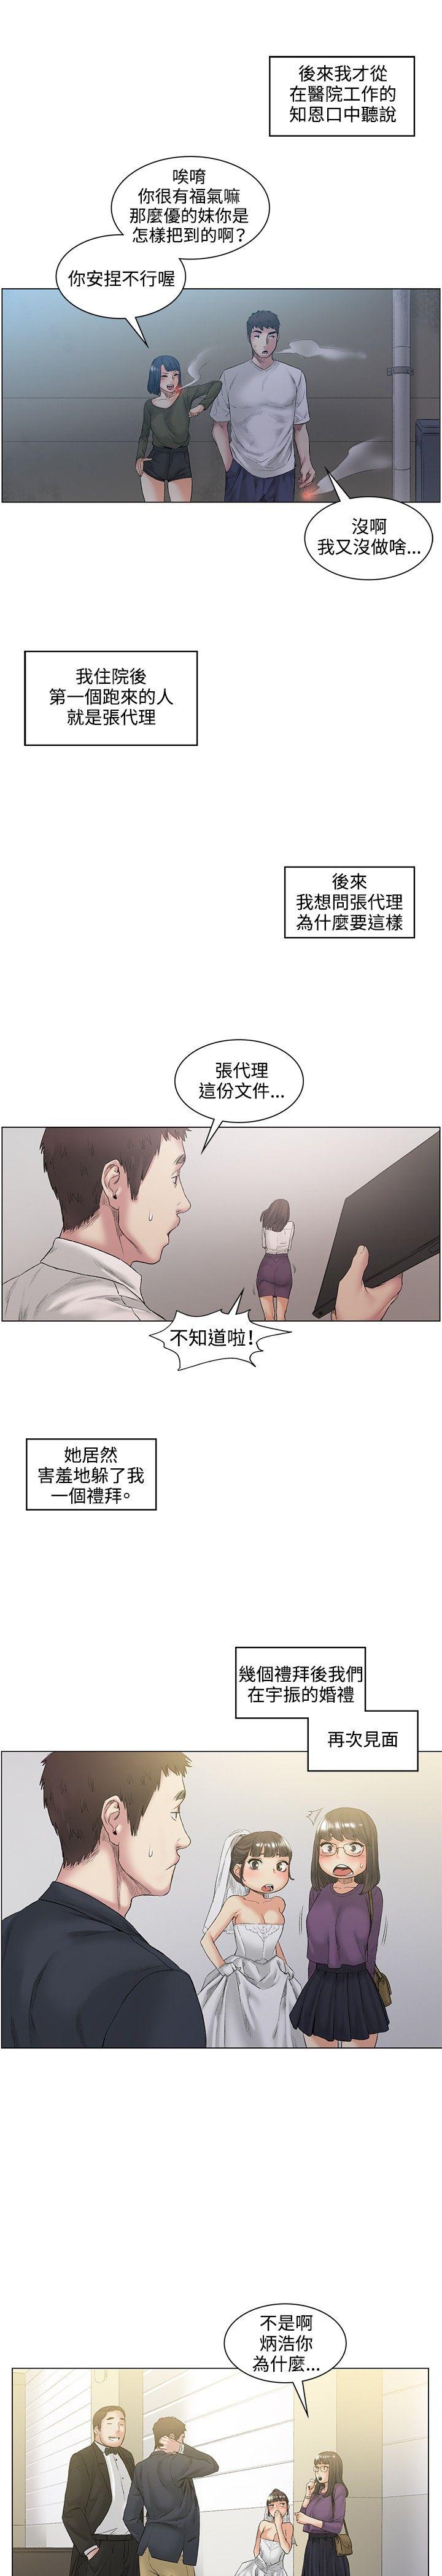 後來我才從
在醫院工作的
知恩口中聽說
唉唷
你很有福氣嘛
那麼優的妹你是
怎樣把到的啊?
你安捏不行喔
沒啊
我又沒做啥...
我住院後
第一個跑來的人
就是張代理
後來
我想問張代理
為什麼要這樣
張代理
這份文件...
不知道啦!
她居然
害羞地躲了我
一個禮拜。
幾個禮拜後我們
在宇振的婚禮
再次見面
不是啊
炳浩你
為什麼...